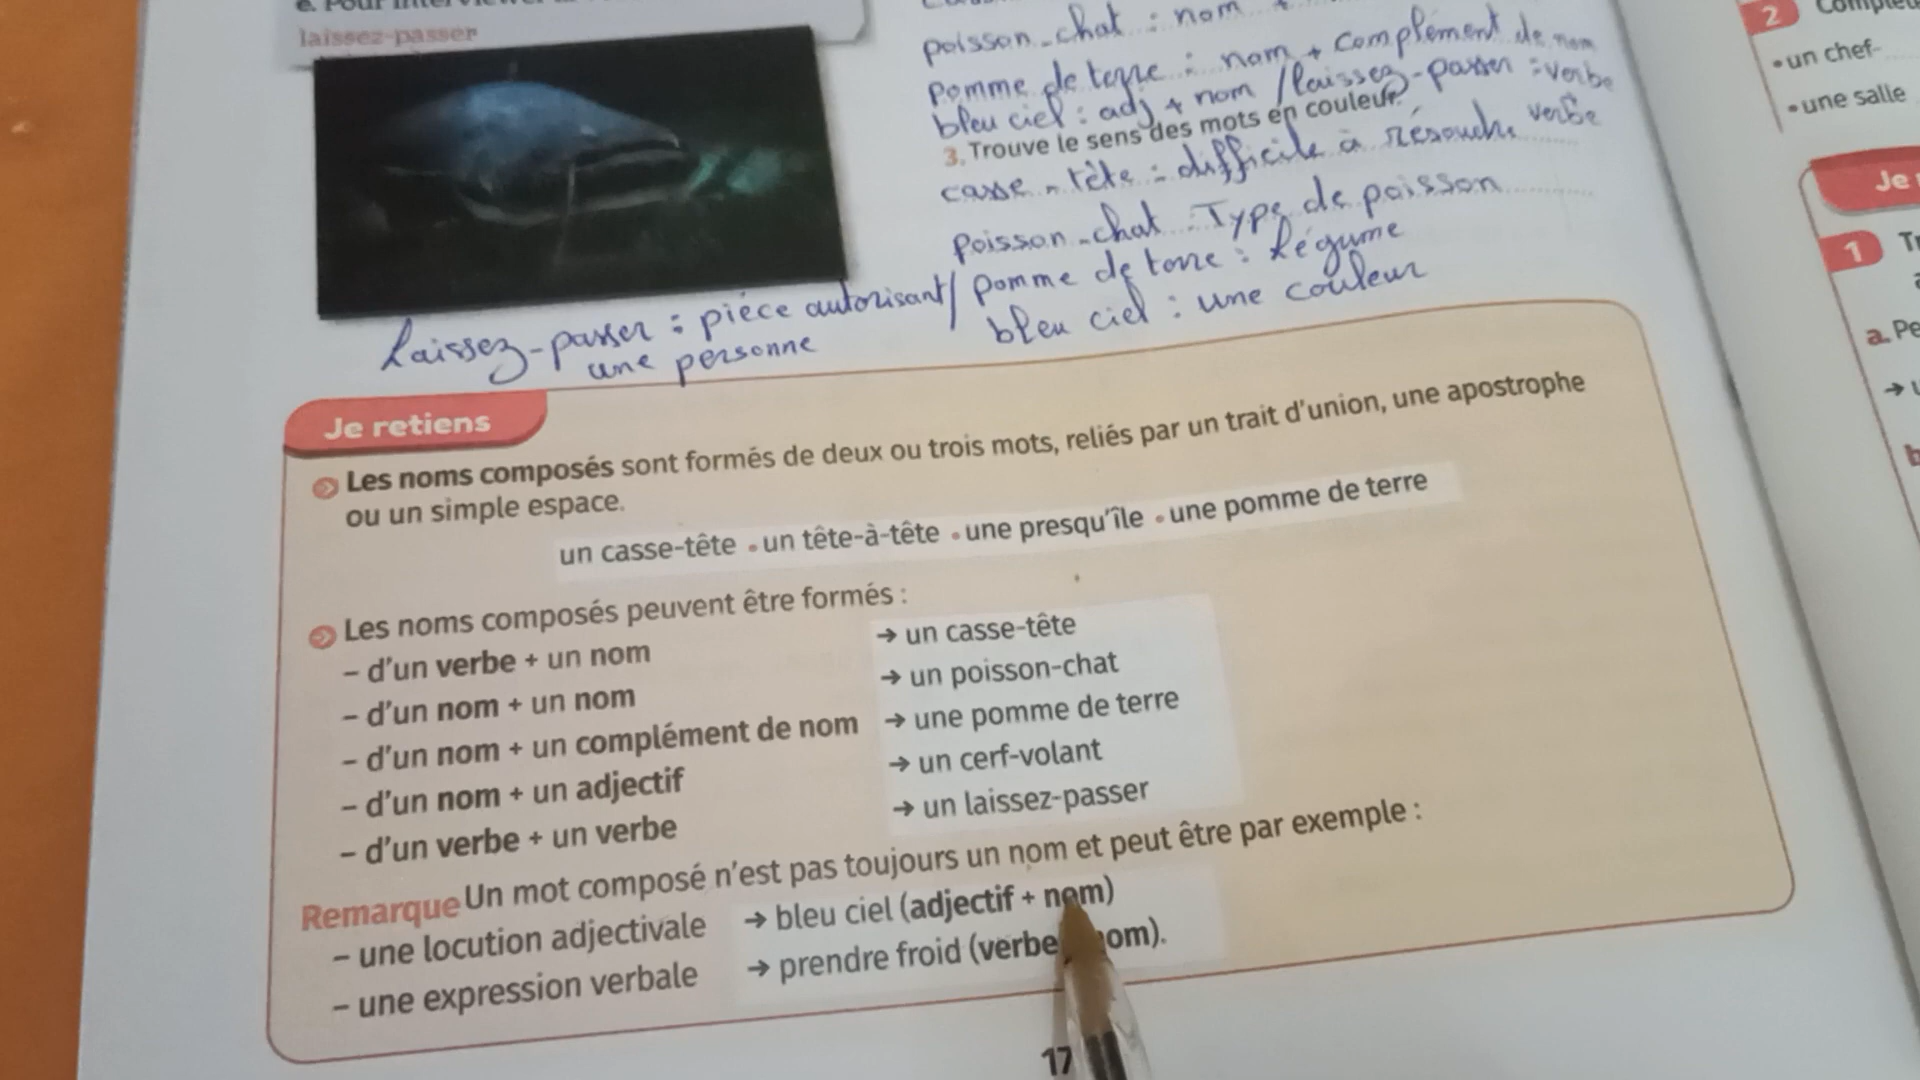 laissez-passer
poisson-chat : nom +
pomme de terre : nom + complément de nom
bleu ciel : adj + nom / laissez-passer : verbe
verbe
3. Trouve le sens des mots en couleur.
casse-tête : difficile à résoudre
poisson-chat : Type de poisson
Laissez-passer : piéce autorisant / pomme de terre : légume
une personne
bleu ciel : une couleur
Je retiens
Les noms composés sont formés de deux ou trois mots, reliés par un trait d'union, une apostrophe
ou un simple espace.
un casse-tête • un tête-à-tête • une presqu'île • une pomme de terre
Les noms composés peuvent être formés :
– d'un verbe + un nom → un casse-tête
– d'un nom + un nom → un poisson-chat
– d'un nom + un complément de nom → une pomme de terre
– d'un nom + un adjectif → un cerf-volant
– d'un verbe + un verbe → un laissez-passer
Remarque Un mot composé n'est pas toujours un nom et peut être par exemple :
– une locution adjectivale → bleu ciel (adjectif + nom)
– une expression verbale → prendre froid (verbe om).
17
2
• un chef-
• une salle
Je
1
a. Pe
→